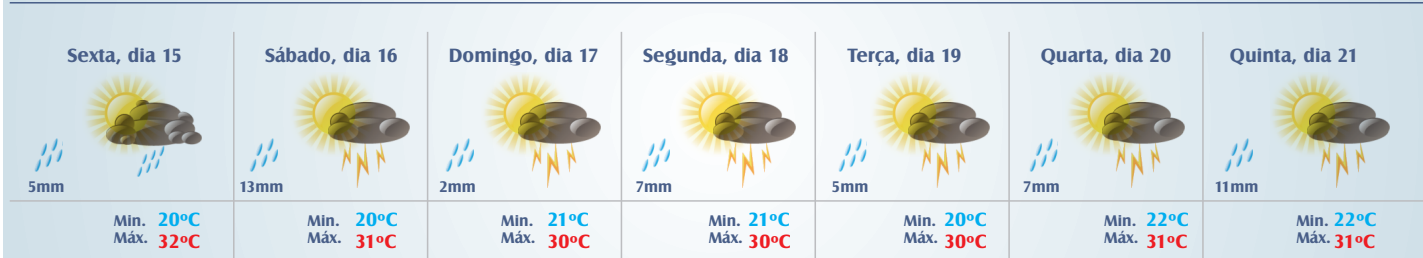 Sexta, dia 15
5mm
Min. 20ºC
Máx. 32ºC
Sábado, dia 16
13mm
Min. 20ºC
Máx. 31ºC
Domingo, dia 17
2mm
Min. 21ºC
Máx. 30ºC
Segunda, dia 18
7mm
Min. 21ºC
Máx. 30ºC
Terça, dia 19
5mm
Min. 20ºC
Máx. 30ºC
Quarta, dia 20
7mm
Min. 22ºC
Máx. 31ºC
Quinta, dia 21
11mm
Min. 22ºC
Máx. 31ºC